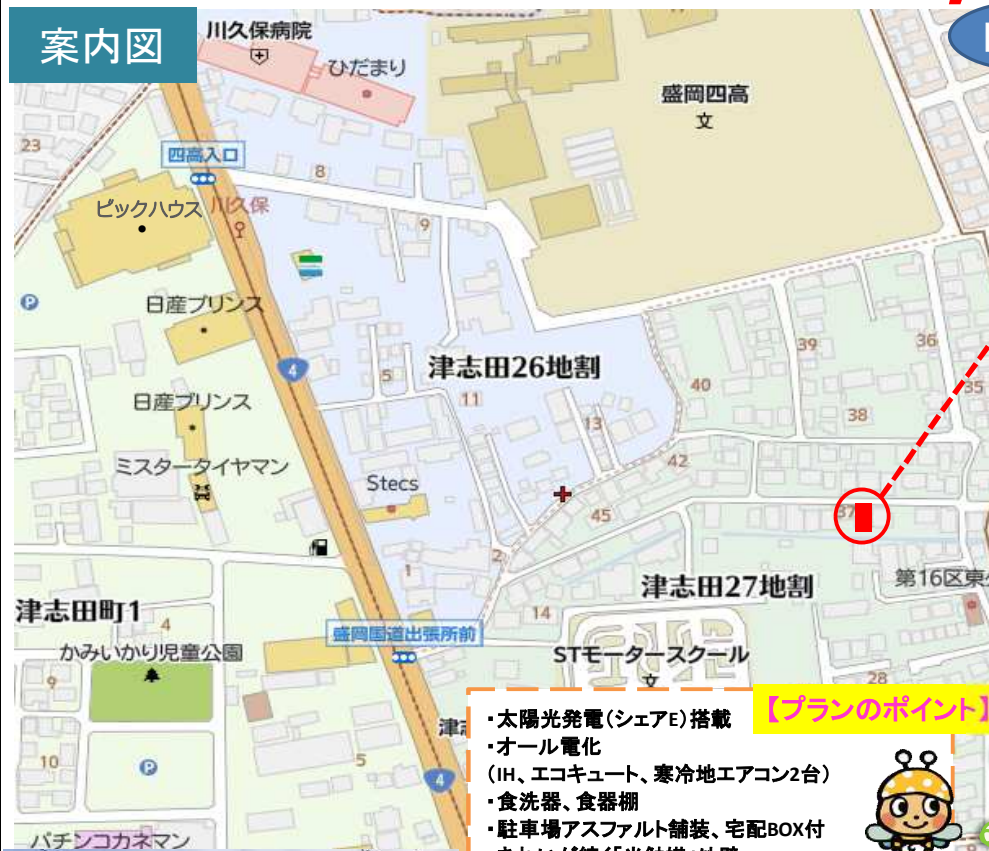 案内図
川久保病院
ひだまり
盛岡四高
文
23
四高入口
8
ピックハウス
川久保
9
日産プリンス
4
津志田26地割
39
36
35
5
11
40
38
日産プリンス
13
ミスタータイヤマン
42
Stecs
45
37
2
1
津志田27地割
第16区東
津志田町1
4
14
盛岡国道出張所前
かみいかり児童公園
STモータースクール
文
9
28
10
P
P
5
4
パチンコカネマン
【プランのポイント】
・太陽光発電(シェアE)搭載
・オール電化
(IH、エコキュート、寒冷地エアコン2台)
・食洗器、食器棚
・駐車場アスファルト舗装、宅配BOX付